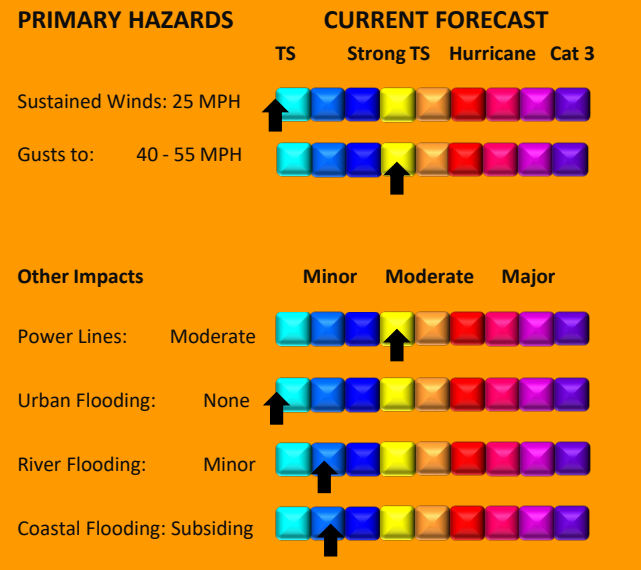 PRIMARY HAZARDS CURRENT FORECAST
TS Strong TS Hurricane Cat 3
Sustained Winds: 25 MPH
Gusts to: 40 - 55 MPH
Other Impacts Minor Moderate Major
Power Lines: Moderate
Urban Flooding: None
River Flooding: Minor
Coastal Flooding: Subsiding